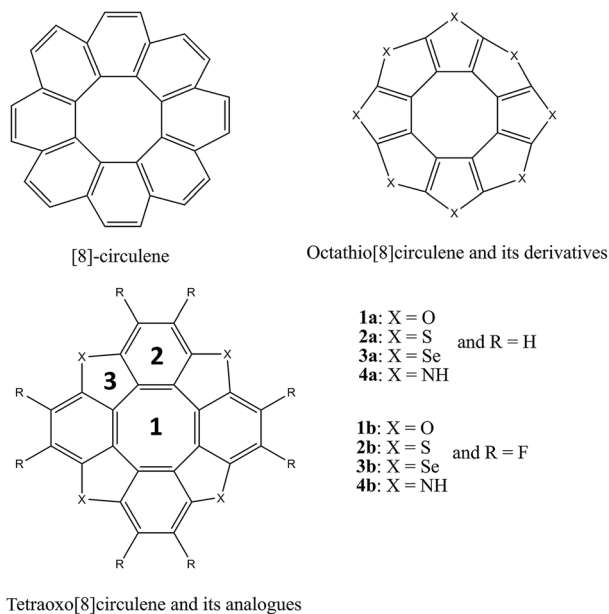 X
X X
X X
X X
X
[8]-circulene
Octathio[8]circulene and its derivatives
R R
X 2 X
3
R R
1
R R
X X
R R
1a: X = O
2a: X = S
and R = H
3a: X = Se
4a: X = NH
1b: X = O
2b: X = S
and R = F
3b: X = Se
4b: X = NH
Tetraoxo[8]circulene and its analogues